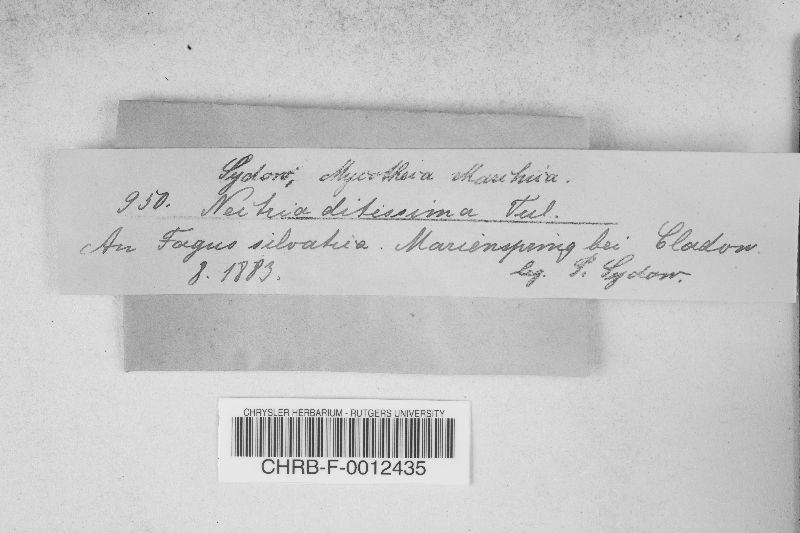 Sydow, Mycotheca Marchica.
950. Nectria ditissima Tul.
An Fagus silvatica. Marienspring bei Cladow.
8. 1883. leg. P. Sydow.
CHRYSLER HERBARIUM - RUTGERS UNIVERSITY
CHRB-F-0012435